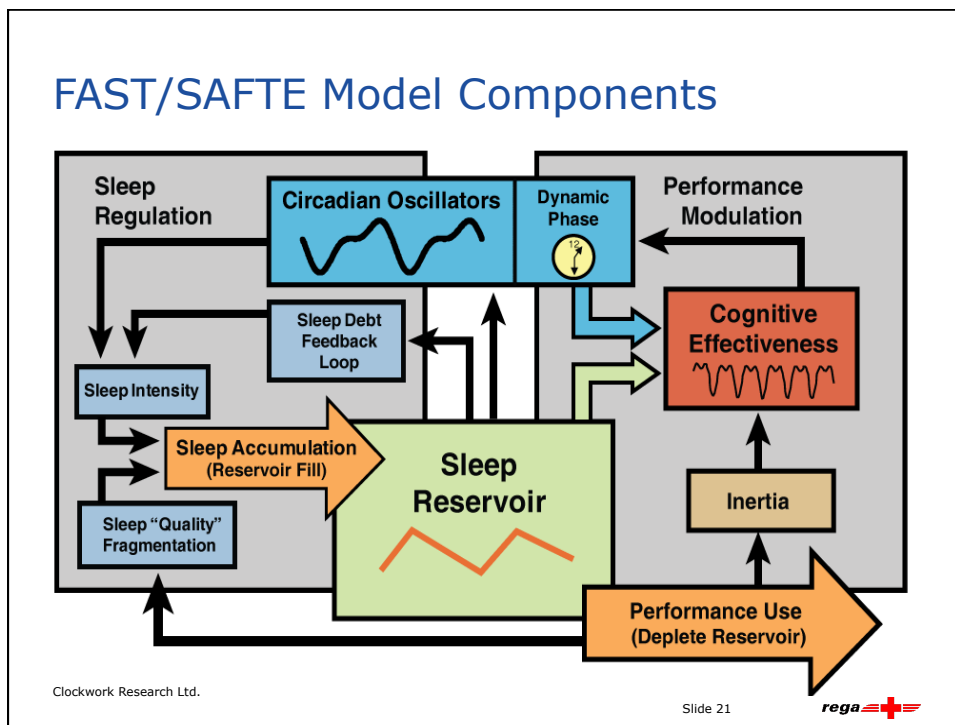 FAST/SAFTE Model Components
Sleep
Regulation
Circadian Oscillators
Dynamic
Phase
12
Performance
Modulation
Sleep Debt
Feedback
Loop
Cognitive
Effectiveness
Sleep Intensity
Sleep Accumulation
(Reservoir Fill)
Sleep
Reservoir
Inertia
Sleep “Quality”
Fragmentation
Performance Use
(Deplete Reservoir)
Clockwork Research Ltd.
Slide 21
rega